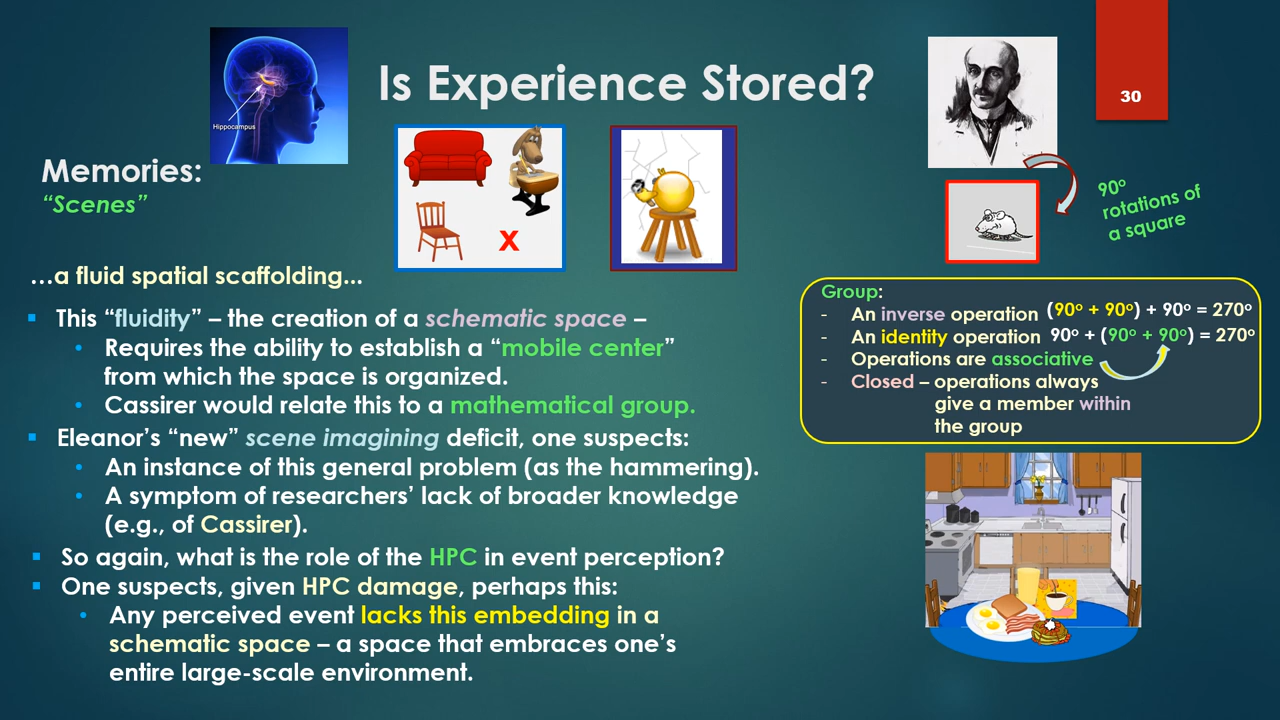 Is Experience Stored?
30
Hippocampus
Memories:
“Scenes”
X
90º
rotations of
a square
…a fluid spatial scaffolding...
▪ This “fluidity” – the creation of a schematic space –
• Requires the ability to establish a “mobile center”
from which the space is organized.
• Cassirer would relate this to a mathematical group.
▪ Eleanor’s “new” scene imagining deficit, one suspects:
• An instance of this general problem (as the hammering).
• A symptom of researchers’ lack of broader knowledge
(e.g., of Cassirer).
▪ So again, what is the role of the HPC in event perception?
▪ One suspects, given HPC damage, perhaps this:
• Any perceived event lacks this embedding in a
schematic space – a space that embraces one’s
entire large-scale environment.
Group:
- An inverse operation (90º + 90º) + 90º = 270º
- An identity operation 90º + (90º + 90º) = 270º
- Operations are associative
- Closed – operations always
give a member within
the group